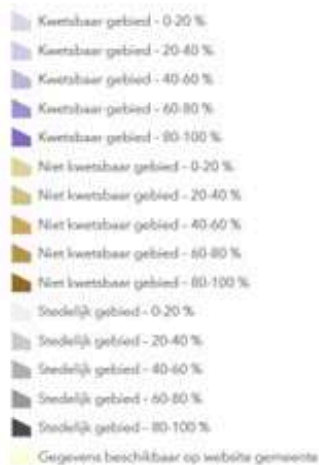 Kwetsbaar gebied - 0-20 %
Kwetsbaar gebied - 20-40 %
Kwetsbaar gebied - 40-60 %
Kwetsbaar gebied - 60-80 %
Kwetsbaar gebied - 80-100 %
Niet kwetsbaar gebied - 0-20 %
Niet kwetsbaar gebied - 20-40 %
Niet kwetsbaar gebied - 40-60 %
Niet kwetsbaar gebied - 60-80 %
Niet kwetsbaar gebied - 80-100 %
Stedelijk gebied - 0-20 %
Stedelijk gebied - 20-40 %
Stedelijk gebied - 40-60 %
Stedelijk gebied - 60-80 %
Stedelijk gebied - 80-100 %
Gegevens beschikbaar op website gemeente